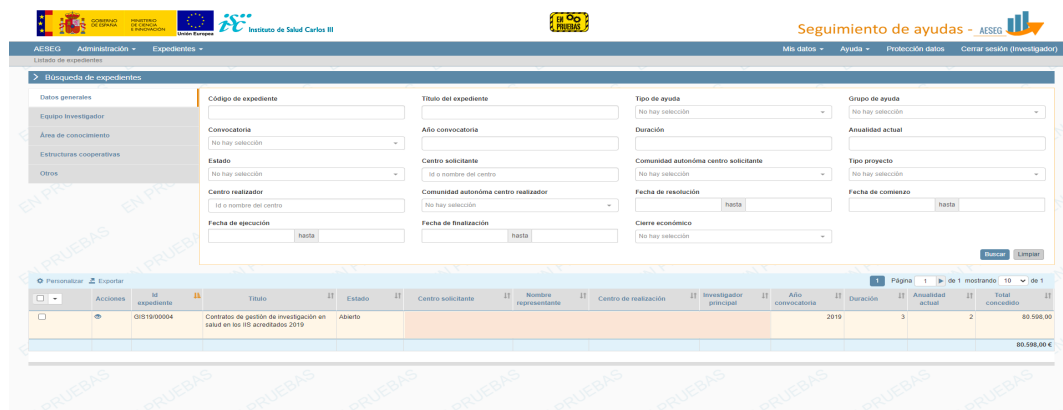 GOBIERNO DE ESPAÑA
MINISTERIO DE CIENCIA E INNOVACIÓN
Unión Europea
isc Instituto de Salud Carlos III
EN PRUEBAS
Seguimiento de ayudas - AESEG
AESEG Administración Expedientes Mis datos Ayuda Protección datos Cerrar sesión (Investigador)
Listado de expedientes
Búsqueda de expedientes
Datos generales
Equipo Investigador
Área de conocimiento
Estructuras cooperativas
Otros
Código de expediente Título del expediente Tipo de ayuda Grupo de ayuda
No hay selección No hay selección
Convocatoria Año convocatoria Duración Anualidad actual
No hay selección
Estado Centro solicitante Comunidad autonóma centro solicitante Tipo proyecto
No hay selección Id o nombre del centro No hay selección No hay selección
Centro realizador Comunidad autonóma centro realizador Fecha de resolución Fecha de comienzo
Id o nombre del centro No hay selección hasta hasta
Fecha de ejecución Fecha de finalización Cierre económico
hasta hasta No hay selección
Buscar Limpiar
Personalizar Exportar 1 Página 1 de 1 mostrando 10 de 1
Acciones Id expediente Título Estado Centro solicitante Nombre representante Centro de realización Investigador principal Año convocatoria Duración Anualidad actual Total concedido
GIS19/00004 Contratos de gestión de investigación en salud en los IIS acreditados 2019 Abierto 2019 3 2 80.598,00
80.598,00 €
EN PRUEBAS